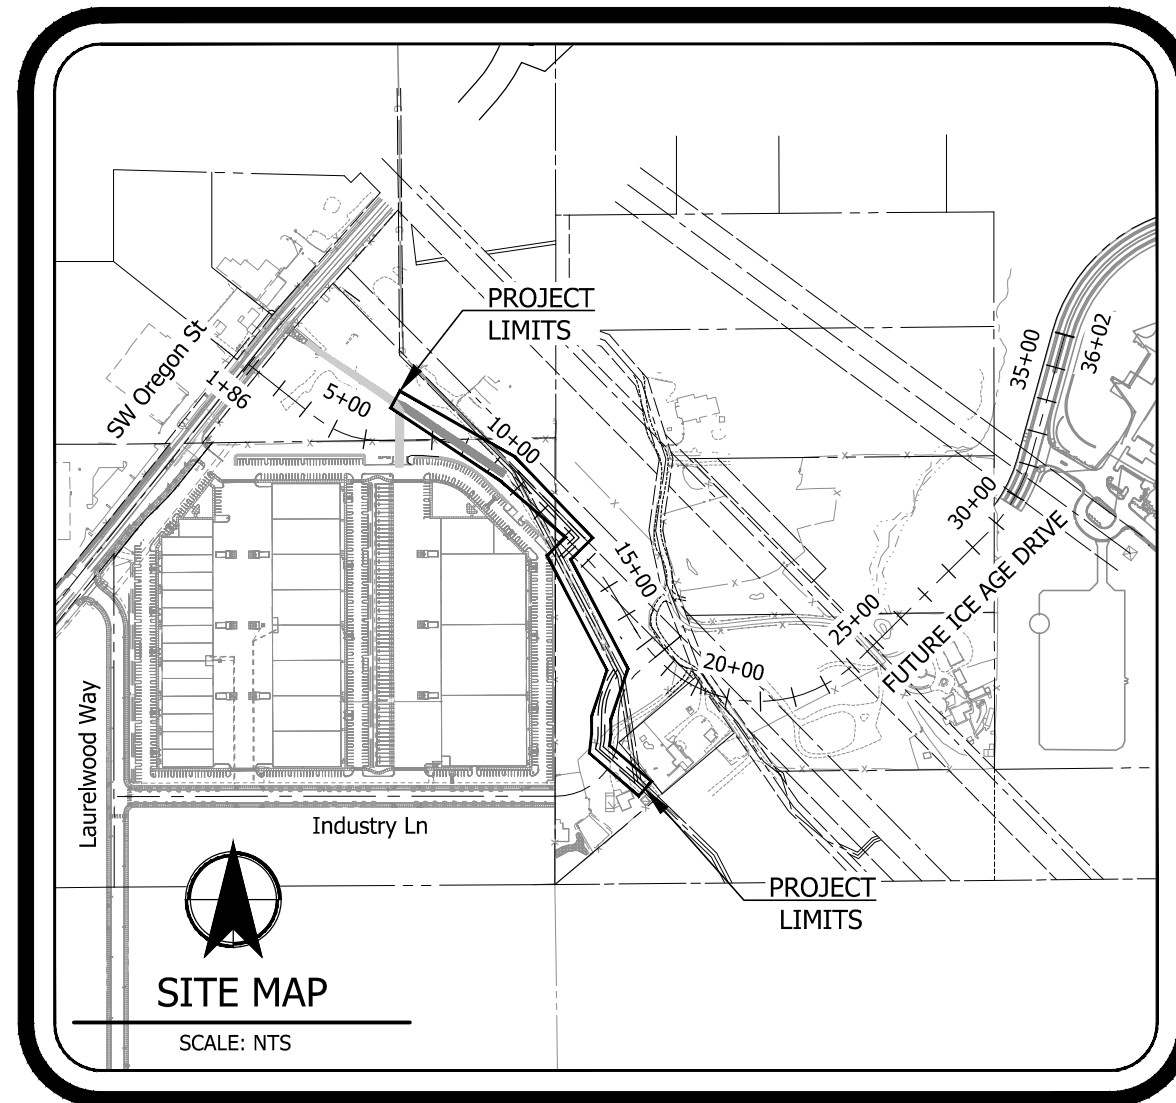 PROJECT
LIMITS
SW Oregon St
1+86
5+00
10+00
15+00
20+00
25+00
30+00
35+00
36+02
FUTURE ICE AGE DRIVE
Laurelwood Way
Industry Ln
PROJECT
LIMITS
SITE MAP
SCALE: NTS